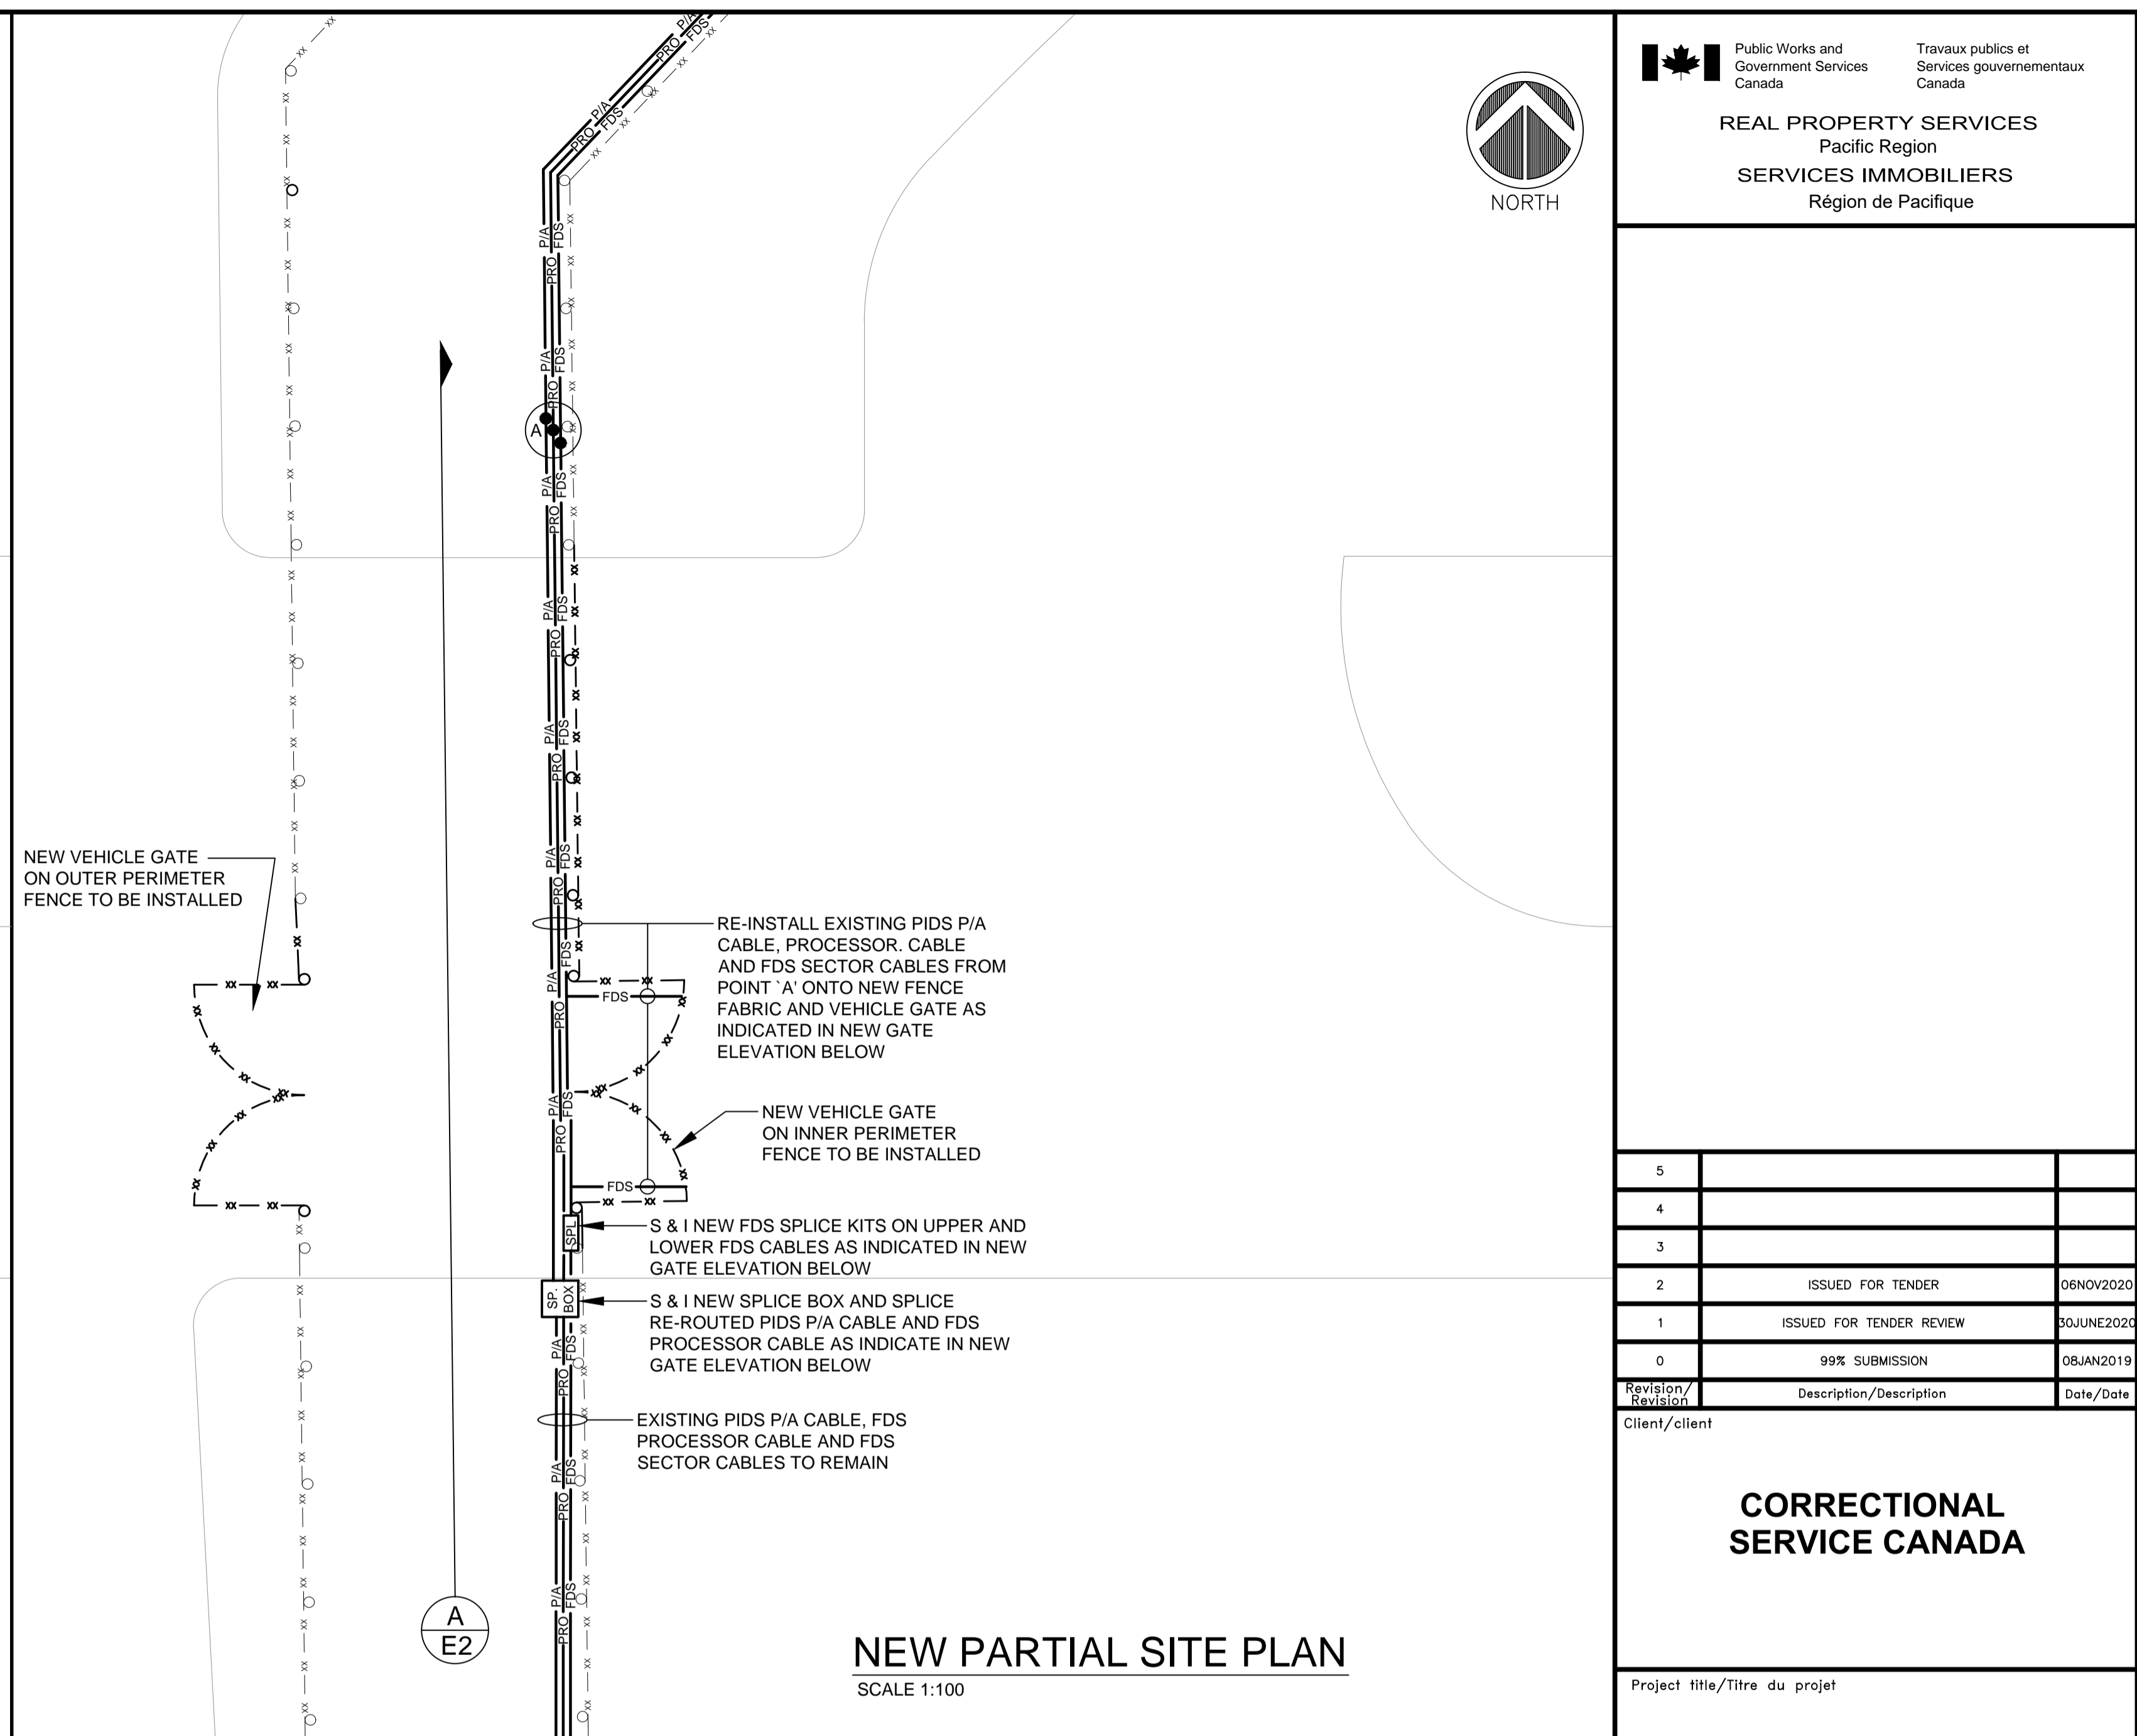 Public Works and
Government Services
Canada
Travaux publics et
Services gouvernementaux
Canada
REAL PROPERTY SERVICES
Pacific Region
SERVICES IMMOBILIERS
Région de Pacifique
NORTH
A
NEW VEHICLE GATE
ON OUTER PERIMETER
FENCE TO BE INSTALLED
RE-INSTALL EXISTING PIDS P/A
CABLE, PROCESSOR. CABLE
AND FDS SECTOR CABLES FROM
POINT `A' ONTO NEW FENCE
FABRIC AND VEHICLE GATE AS
INDICATED IN NEW GATE
ELEVATION BELOW
FDS
P/A
PRO
FDS
NEW VEHICLE GATE
ON INNER PERIMETER
FENCE TO BE INSTALLED
FDS
SPL
S & I NEW FDS SPLICE KITS ON UPPER AND
LOWER FDS CABLES AS INDICATED IN NEW
GATE ELEVATION BELOW
SP.
BOX
S & I NEW SPLICE BOX AND SPLICE
RE-ROUTED PIDS P/A CABLE AND FDS
PROCESSOR CABLE AS INDICATE IN NEW
GATE ELEVATION BELOW
EXISTING PIDS P/A CABLE, FDS
PROCESSOR CABLE AND FDS
SECTOR CABLES TO REMAIN
A
E2
NEW PARTIAL SITE PLAN
SCALE 1:100
5
4
3
2 ISSUED FOR TENDER 06NOV2020
1 ISSUED FOR TENDER REVIEW 30JUNE2020
0 99% SUBMISSION 08JAN2019
Revision/
Revision
Description/Description
Date/Date
Client/client
CORRECTIONAL
SERVICE CANADA
Project title/Titre du projet